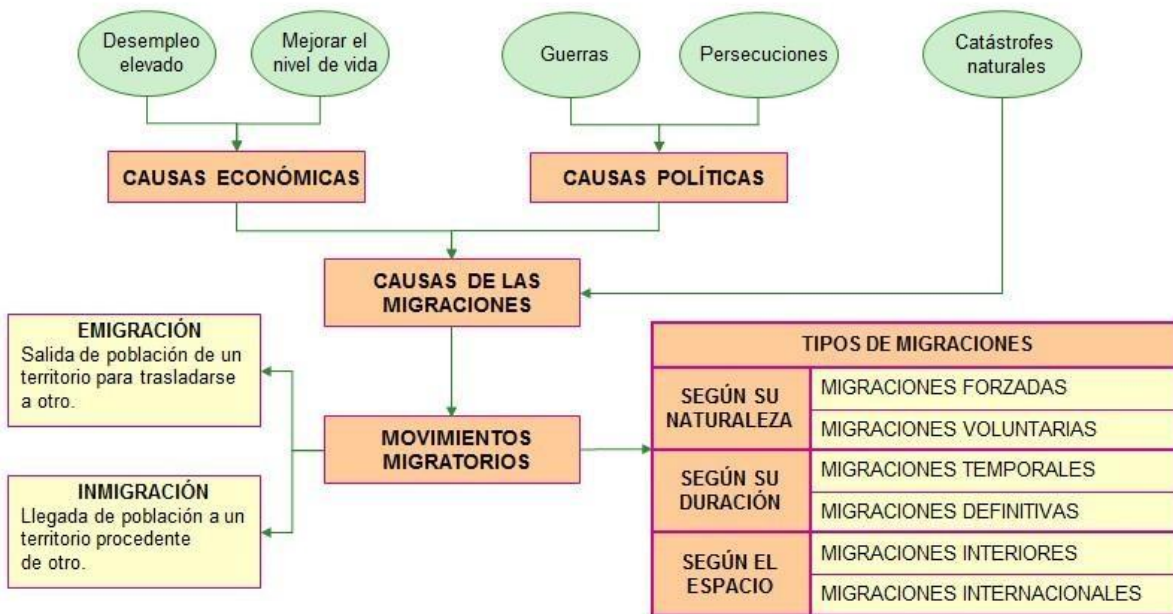 Desempleo
elevado
Mejorar el
nivel de vida
Guerras
Persecuciones
Catástrofes
naturales
CAUSAS ECONÓMICAS
CAUSAS POLÍTICAS
CAUSAS DE LAS
MIGRACIONES
EMIGRACIÓN
Salida de población de un
territorio para trasladarse
a otro.
MOVIMIENTOS
MIGRATORIOS
INMIGRACIÓN
Llegada de población a un
territorio procedente
de otro.
TIPOS DE MIGRACIONES
SEGÚN SU
NATURALEZA
MIGRACIONES FORZADAS
MIGRACIONES VOLUNTARIAS
SEGÚN SU
DURACIÓN
MIGRACIONES TEMPORALES
MIGRACIONES DEFINITIVAS
SEGÚN EL
ESPACIO
MIGRACIONES INTERIORES
MIGRACIONES INTERNACIONALES